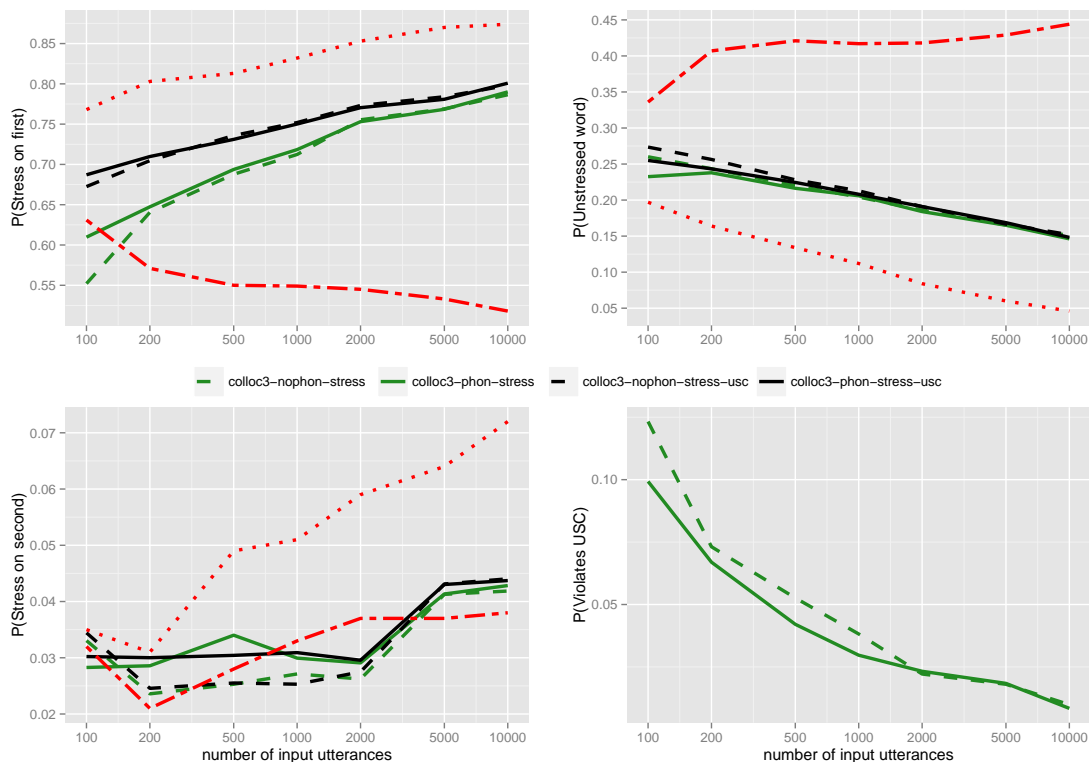 P(Stress on first)
0.85
0.80
0.75
0.70
0.65
0.60
0.55
100 200 500 1000 2000 5000 10000
P(Unstressed word)
0.45
0.40
0.35
0.30
0.25
0.20
0.15
0.10
0.05
100 200 500 1000 2000 5000 10000
colloc3−nophon−stress colloc3−phon−stress colloc3−nophon−stress−usc colloc3−phon−stress−usc
P(Stress on second)
0.07
0.06
0.05
0.04
0.03
0.02
100 200 500 1000 2000 5000 10000
number of input utterances
P(Violates USC)
0.10
0.05
100 200 500 1000 2000 5000 10000
number of input utterances